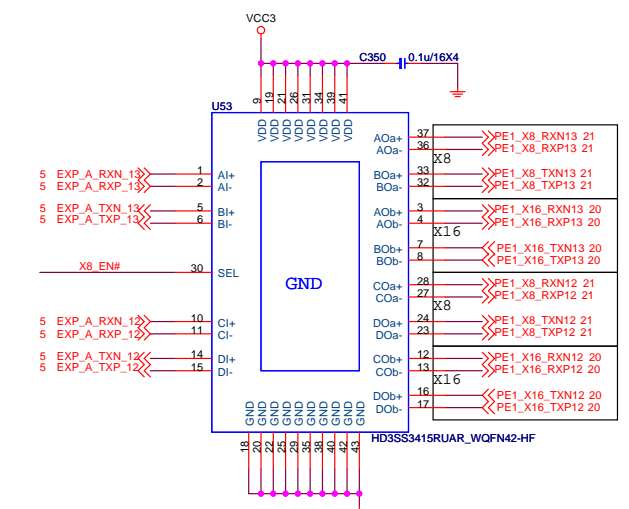 VCC3
C350 0.1u/16X4
U53
9 19 21 26 31 34 39 41
VDD VDD VDD VDD VDD VDD VDD VDD
5 EXP_A_RXN_13 1 AI+
5 EXP_A_RXP_13 2 AI-
5 EXP_A_TXN_13 5 BI+
5 EXP_A_TXP_13 6 BI-
X8_EN# 30 SEL
5 EXP_A_RXN_12 10 CI+
5 EXP_A_RXP_12 11 CI-
5 EXP_A_TXN_12 14 DI+
5 EXP_A_TXP_12 15 DI-
GND
AOa+ 37 PE1_X8_RXN13 21
AOa- 36 PE1_X8_RXP13 21
X8
BOa+ 33 PE1_X8_TXN13 21
BOa- 32 PE1_X8_TXP13 21
AOb+ 3 PE1_X16_RXN13 20
AOb- 4 PE1_X16_RXP13 20
X16
BOb+ 7 PE1_X16_TXN13 20
BOb- 8 PE1_X16_TXP13 20
COa+ 28 PE1_X8_RXN12 21
COa- 27 PE1_X8_RXP12 21
X8
DOa+ 24 PE1_X8_TXN12 21
DOa- 23 PE1_X8_TXP12 21
COb+ 12 PE1_X16_RXN12 20
COb- 13 PE1_X16_RXP12 20
X16
DOb+ 16 PE1_X16_TXN12 20
DOb- 17 PE1_X16_TXP12 20
GND GND GND GND GND GND GND GND GND GND
18 20 22 25 29 35 38 40 42 43
HD3SS3415RUAR_WQFN42-HF